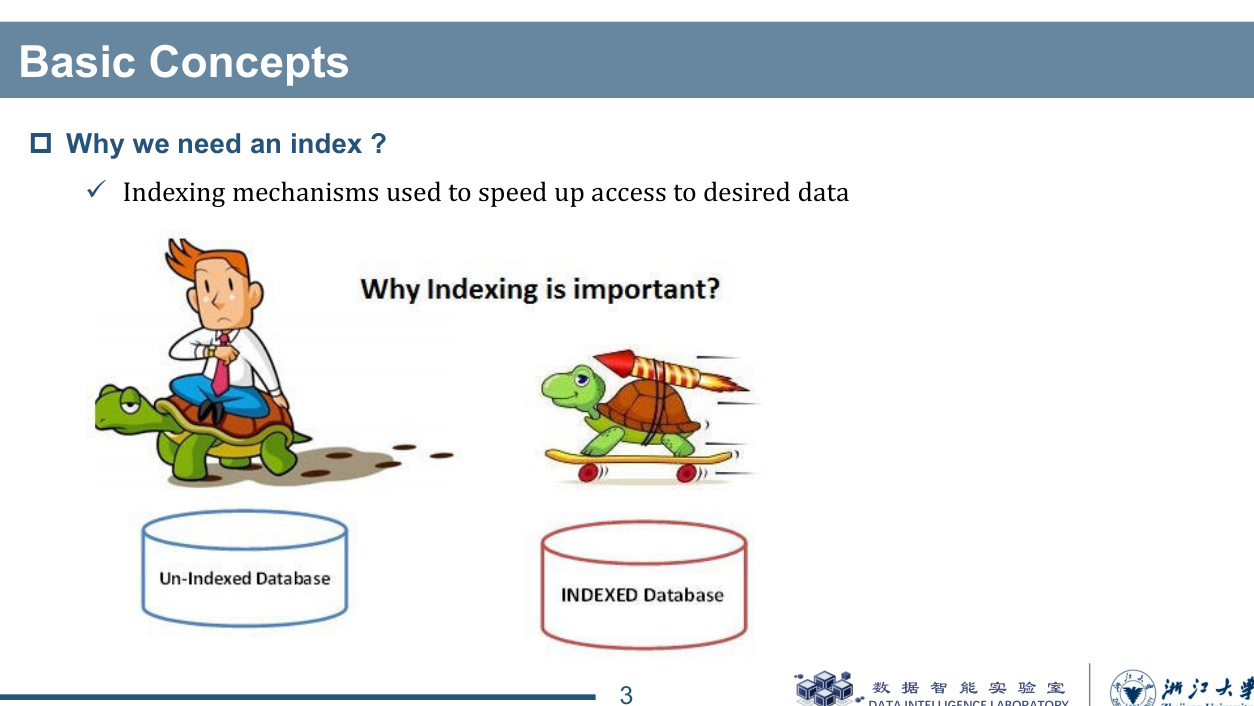 Basic Concepts
Why we need an index ?
Indexing mechanisms used to speed up access to desired data
Why Indexing is important?
Un-Indexed Database
INDEXED Database
3
数据智能实验室
DATA INTELLIGENCE LABORATORY
浙江大学
Zhejiang University